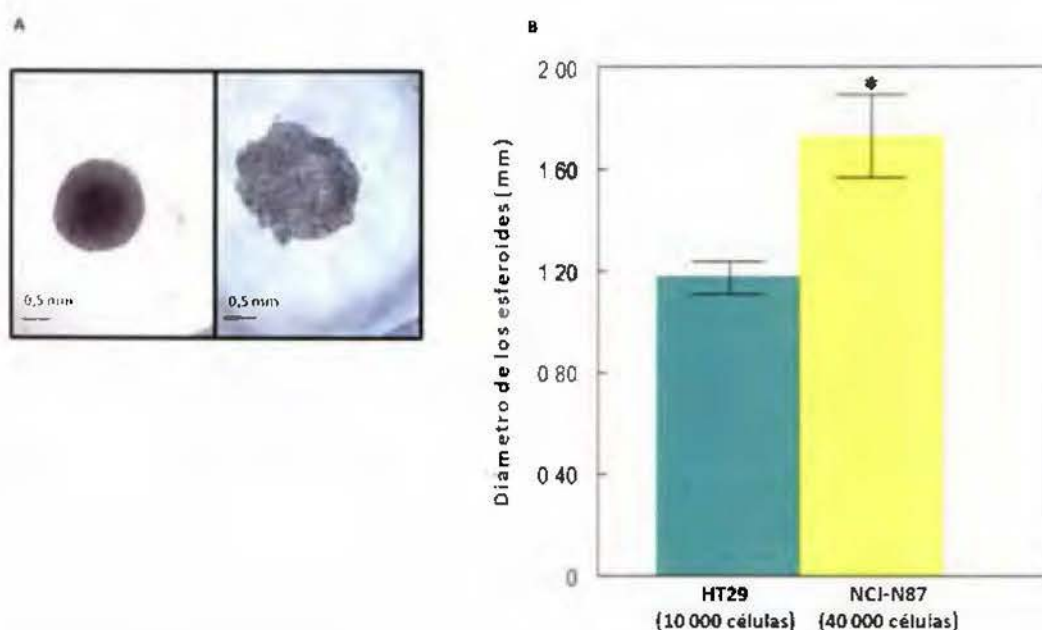 A
0,5 mm
0,5 mm
B
Diámetro de los esferoides (mm)
2 00
1 60
1 20
0 80
0 40
0
*
HT29
(10 000 células)
NCI-N87
(40 000 células)